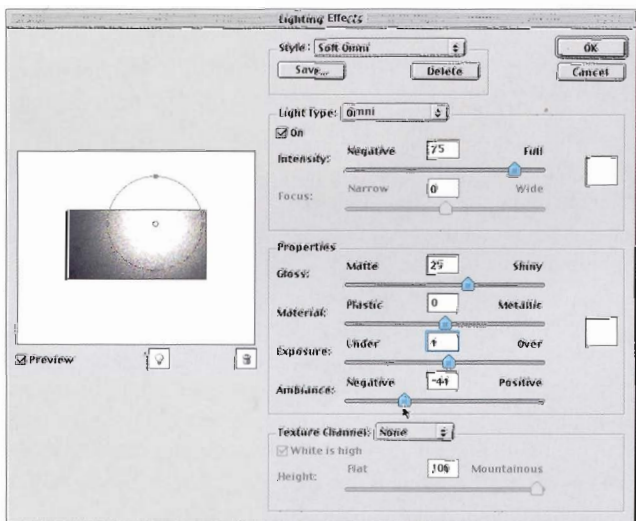 Lighting Effects
Style: Soft Omni
OK
Save...
Delete
Cancel
Light Type: Omni
On
Intensity: Negative 75 Full
Focus: Narrow 0 Wide
Properties
Gloss: Matte 25 Shiny
Material: Plastic 0 Metallic
Exposure: Under Over
Preview
Ambiance: Negative -44 Positive
Texture Channel: None
White is high
Height: Flat Mountainous